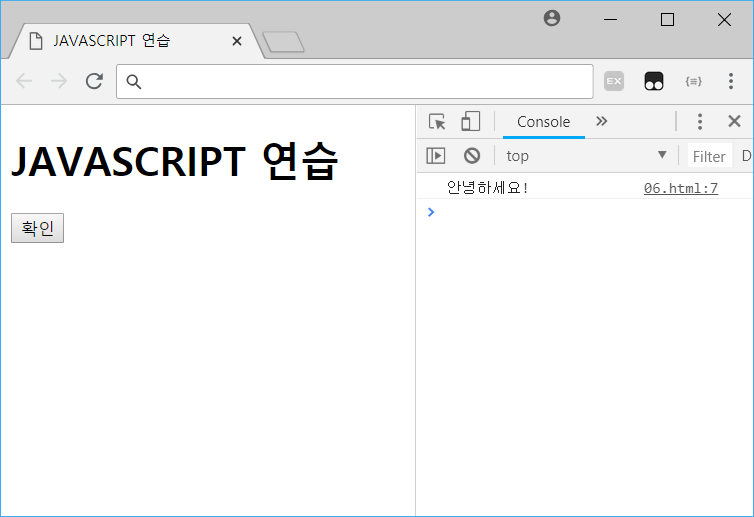 JAVASCRIPT 연습
EX
{≡}
JAVASCRIPT 연습
확인
Console
top
Filter
D
안녕하세요!
06.html:7